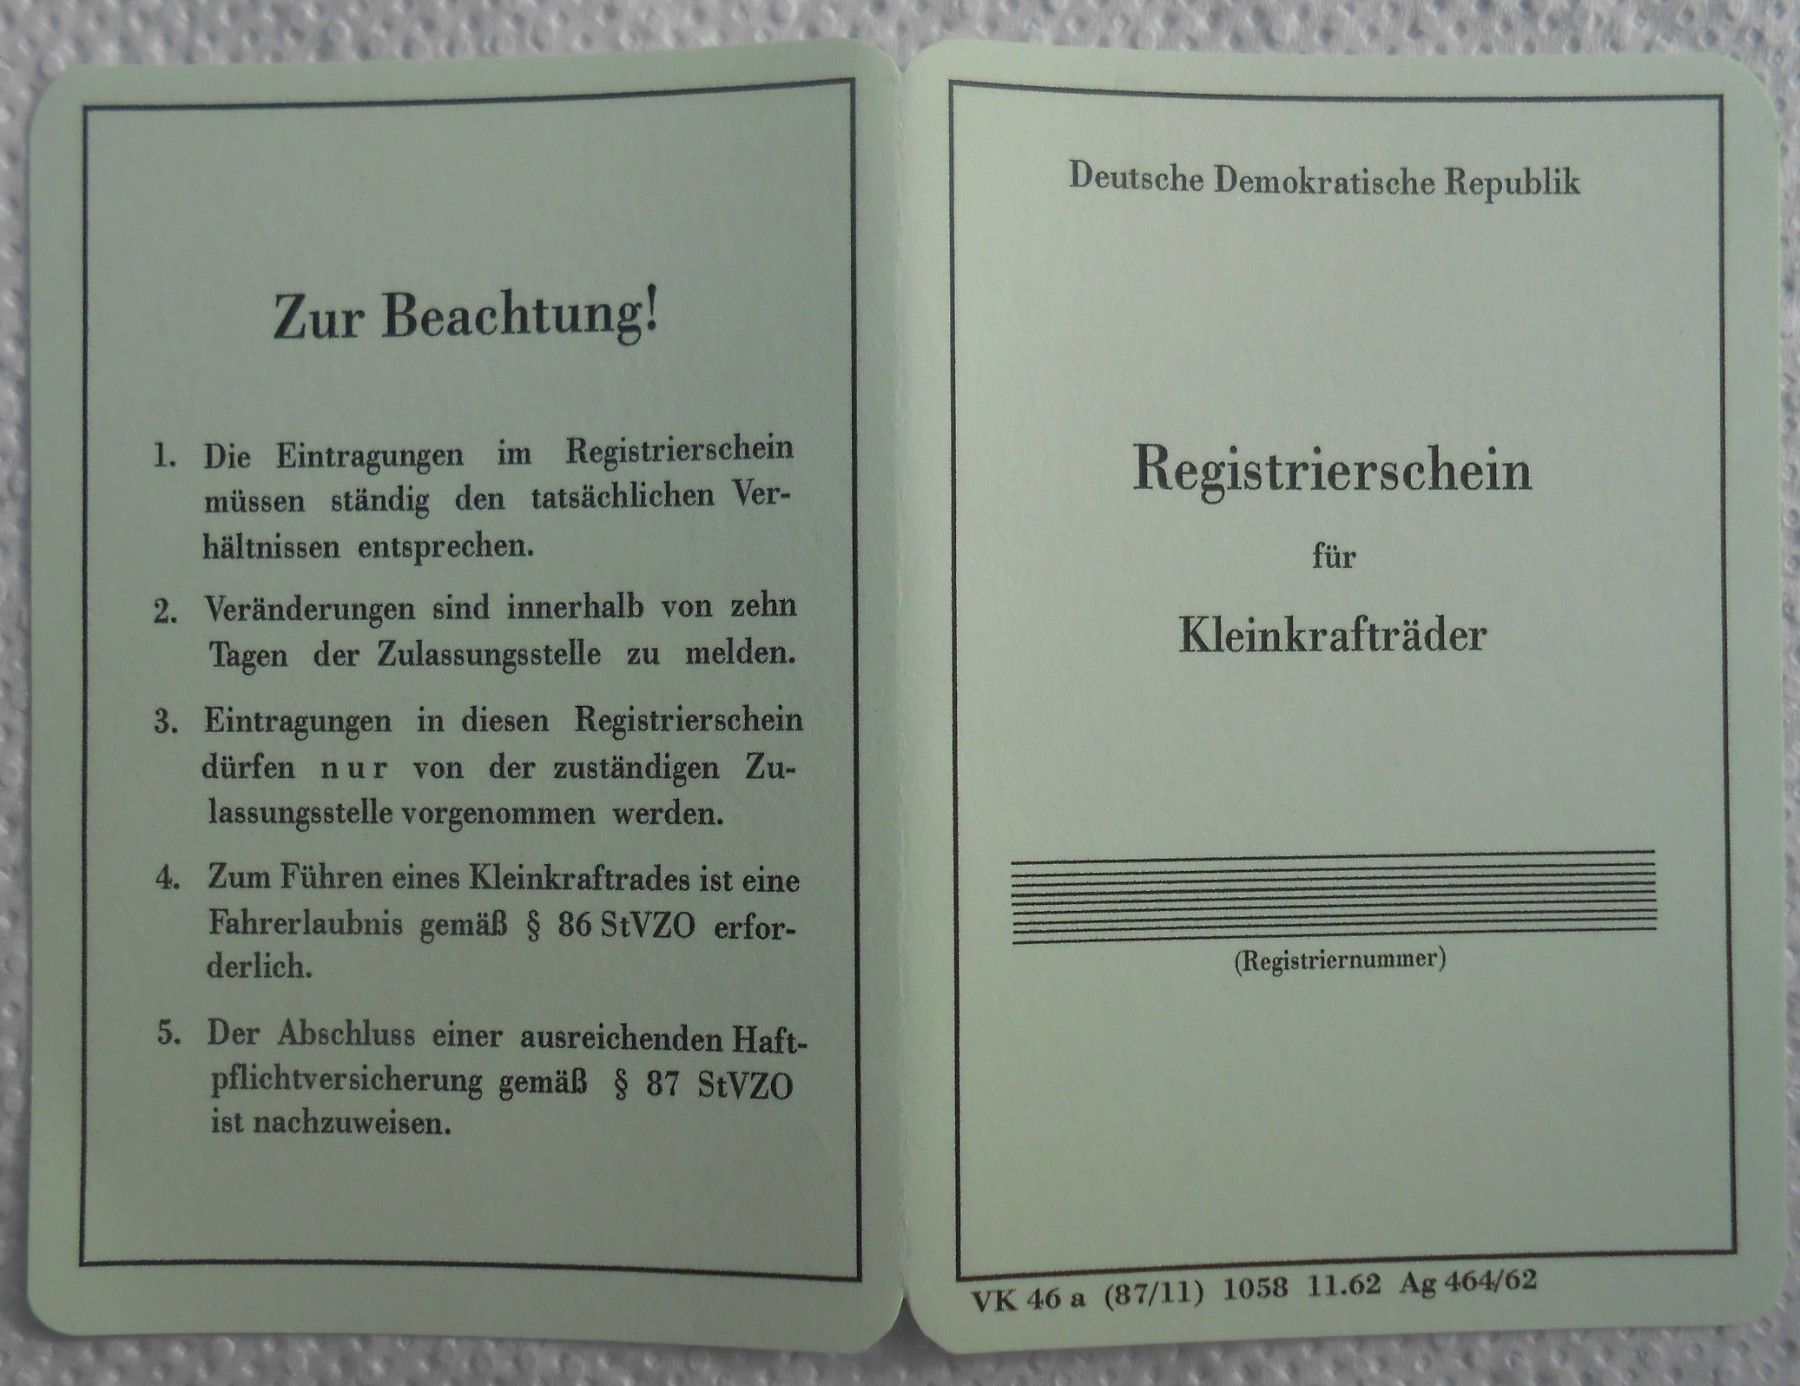 Zur Beachtung!
1. Die Eintragungen im Registrierschein
müssen ständig den tatsächlichen Ver-
hältnissen entsprechen.
2. Veränderungen sind innerhalb von zehn
Tagen der Zulassungsstelle zu melden.
3. Eintragungen in diesen Registrierschein
dürfen nur von der zuständigen Zu-
lassungsstelle vorgenommen werden.
4. Zum Führen eines Kleinkraftrades ist eine
Fahrerlaubnis gemäß § 86 StVZO erfor-
derlich.
5. Der Abschluss einer ausreichenden Haft-
pflichtversicherung gemäß § 87 StVZO
ist nachzuweisen.
Deutsche Demokratische Republik
Registrierschein
für
Kleinkrafträder
(Registriernummer)
VK 46 a (87/11) 1058 11.62 Ag 464/62